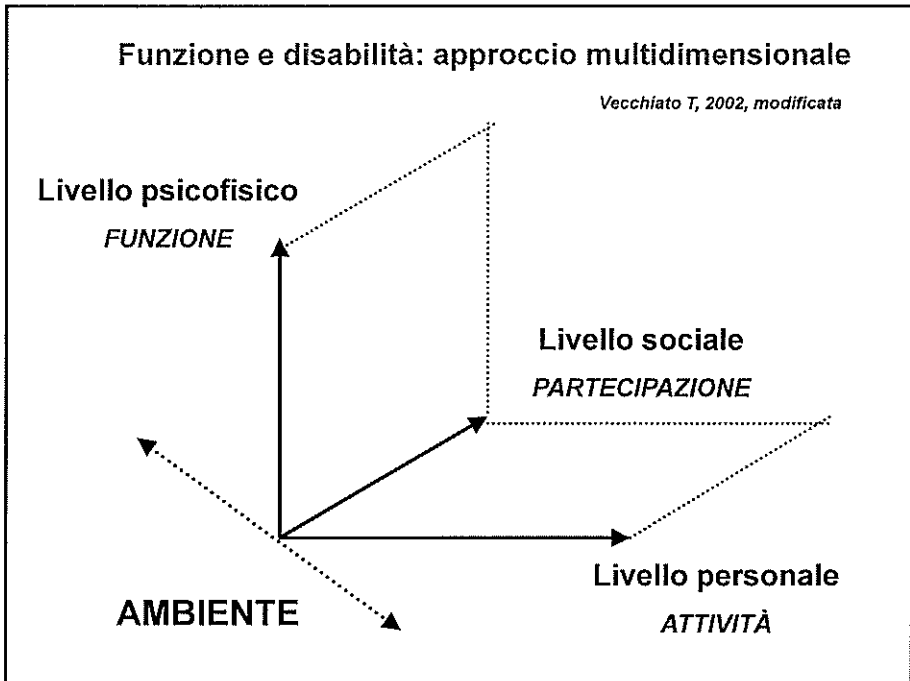 Funzione e disabilità: approccio multidimensionale
Vecchiato T, 2002, modificata
Livello psicofisico
FUNZIONE
Livello sociale
PARTECIPAZIONE
Livello personale
ATTIVITÀ
AMBIENTE